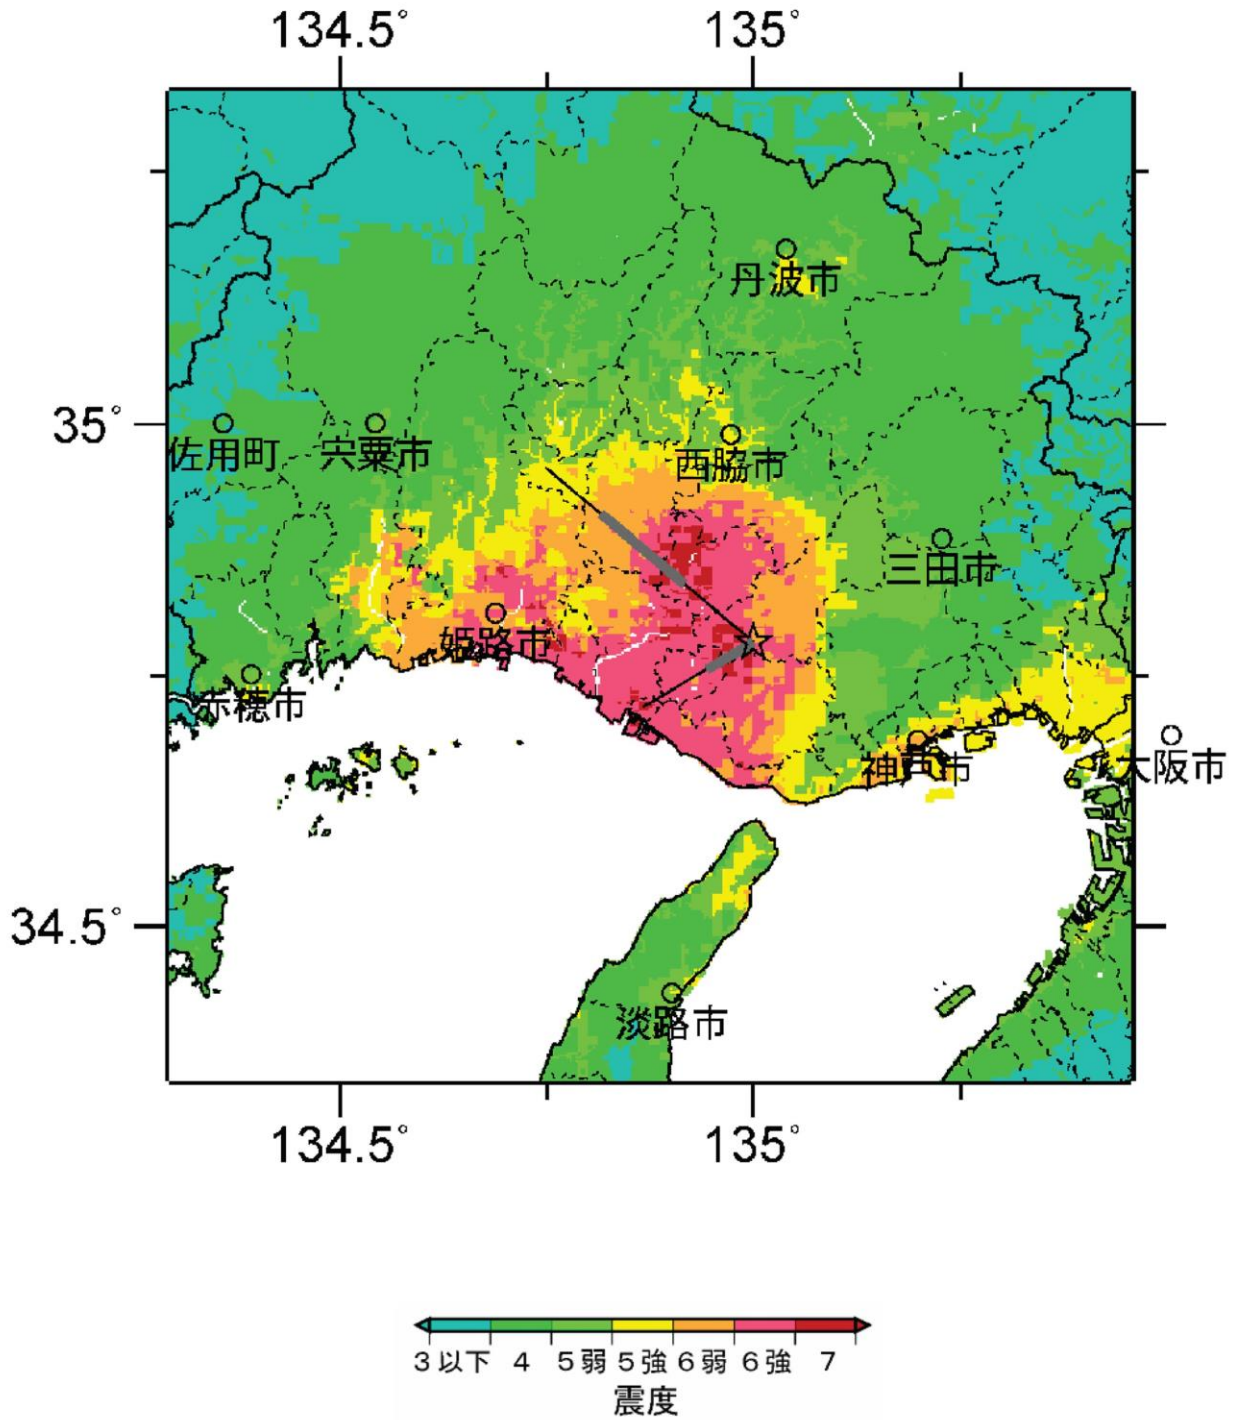 134.5° 135°
丹波市
35°
佐用町 宍粟市 西脇市
三田市
姫路市
赤穂市
神戸市 大阪市
34.5°
淡路市
134.5° 135°
3以下 4 5弱 5強 6弱 6強 7
震度